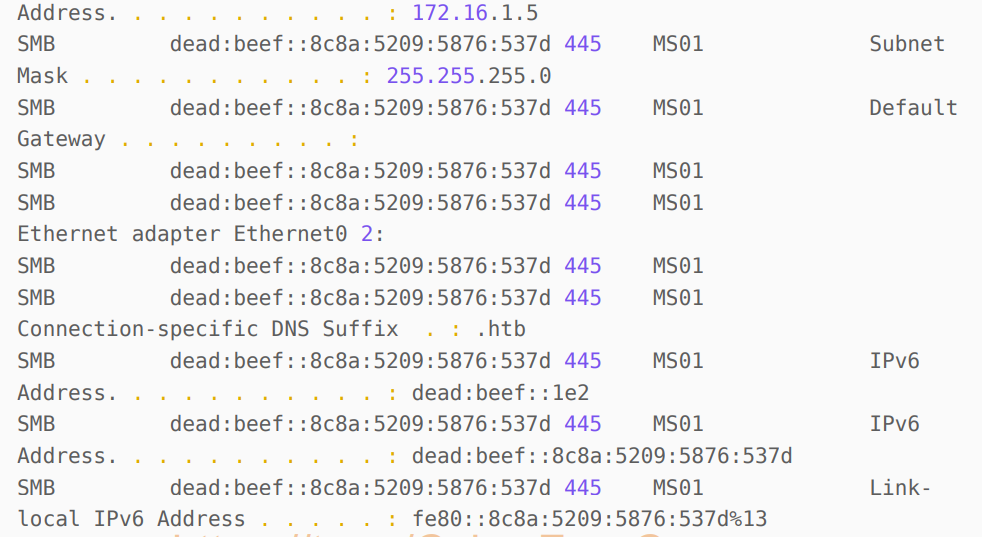 Address. . . . . . . . . . . : 172.16.1.5
SMB         dead:beef::8c8a:5209:5876:537d 445    MS01             Subnet
Mask . . . . . . . . . . . . : 255.255.255.0
SMB         dead:beef::8c8a:5209:5876:537d 445    MS01             Default
Gateway . . . . . . . . . :
SMB         dead:beef::8c8a:5209:5876:537d 445    MS01
SMB         dead:beef::8c8a:5209:5876:537d 445    MS01
Ethernet adapter Ethernet0 2:
SMB         dead:beef::8c8a:5209:5876:537d 445    MS01
SMB         dead:beef::8c8a:5209:5876:537d 445    MS01
Connection-specific DNS Suffix  . : .htb
SMB         dead:beef::8c8a:5209:5876:537d 445    MS01             IPv6
Address. . . . . . . . . . . : dead:beef::1e2
SMB         dead:beef::8c8a:5209:5876:537d 445    MS01             IPv6
Address. . . . . . . . . . . : dead:beef::8c8a:5209:5876:537d
SMB         dead:beef::8c8a:5209:5876:537d 445    MS01             Link-
local IPv6 Address . . . . . : fe80::8c8a:5209:5876:537d%13